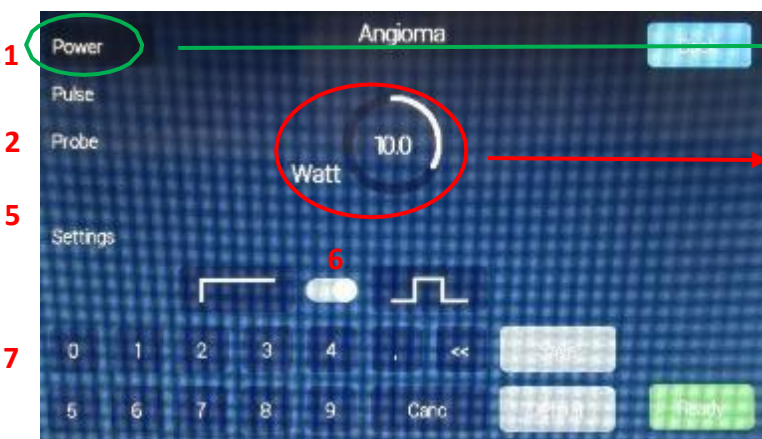 Angioma
1
Power
Pulse
2
Probe
10.0
Watt
5
Settings
6
7
0 1 2 3 4 . <<
5 6 7 8 9 Canc
Ready